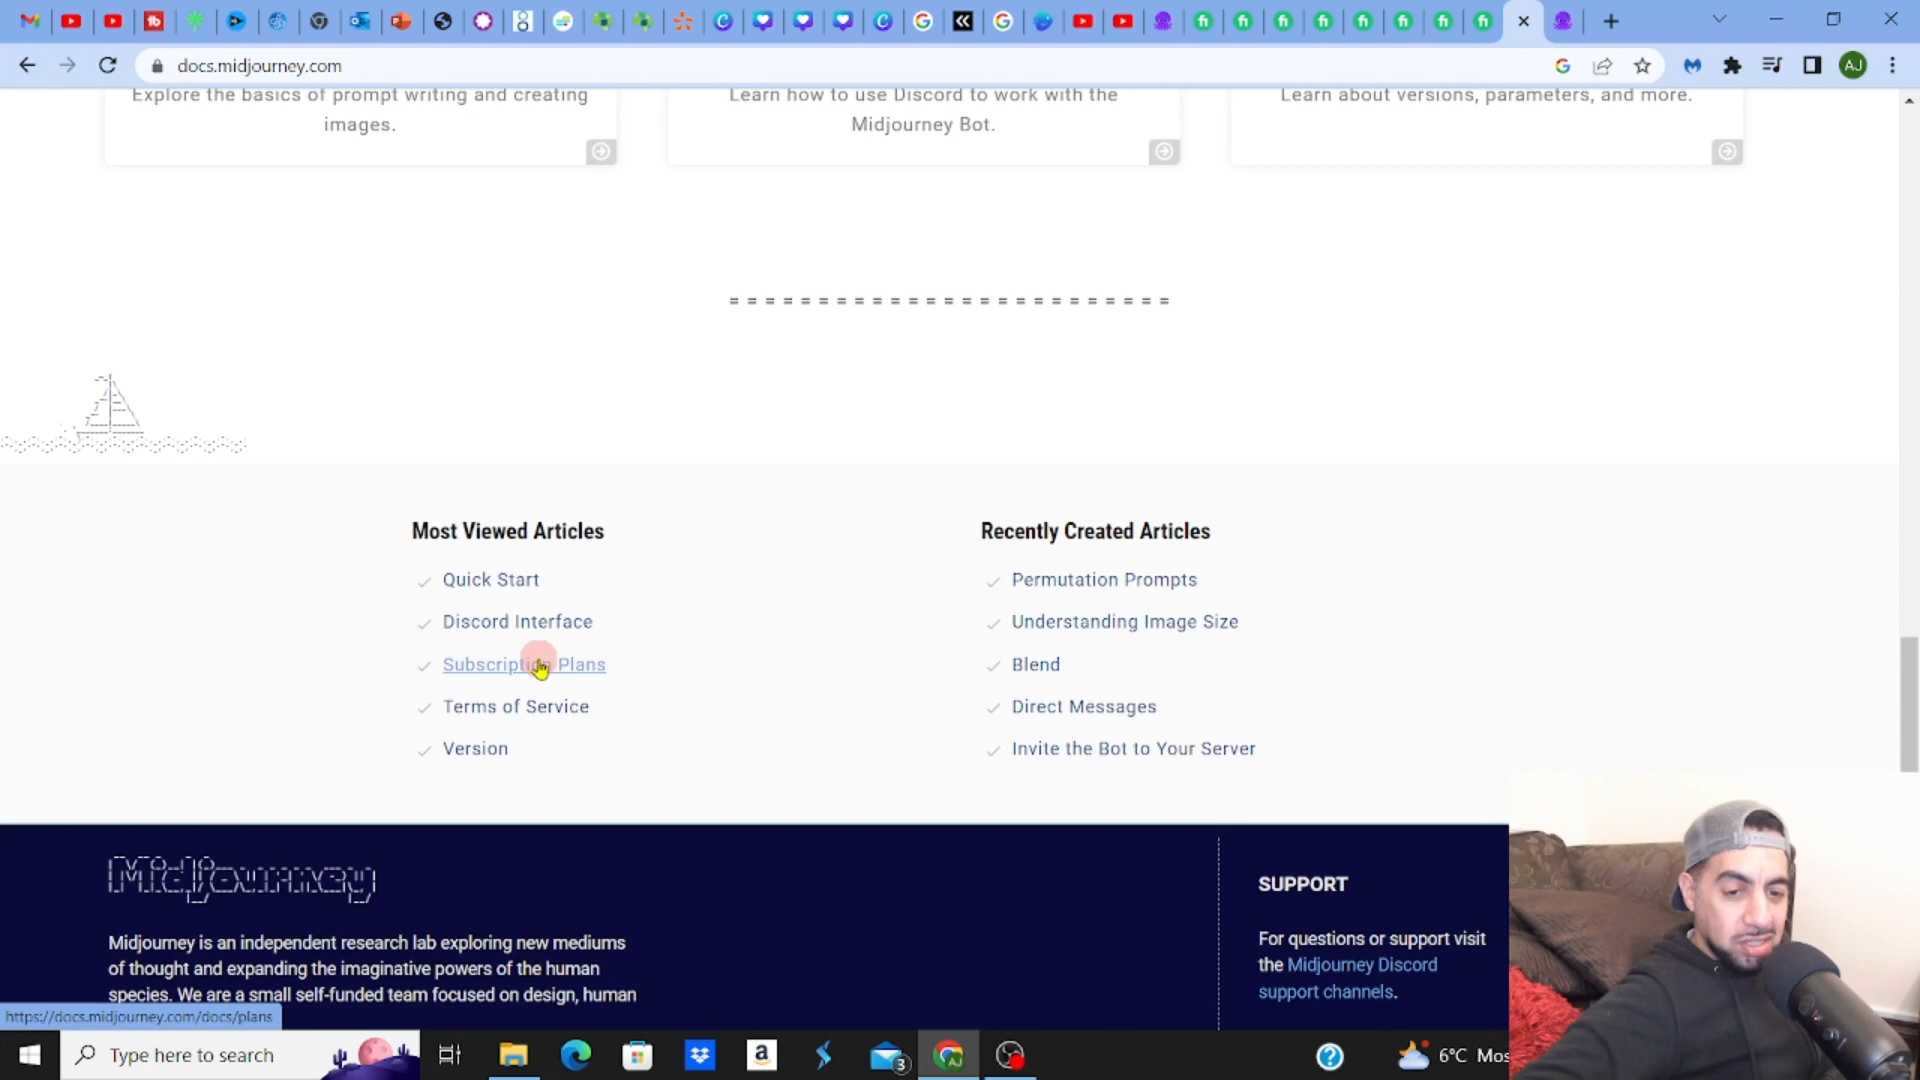 docs.midjourney.com
AJ
Explore the basics of prompt writing and creating
images.
Learn how to use Discord to work with the
Midjourney Bot.
Learn about versions, parameters, and more.
= = = = = = = = = = = = = = = = = = = = = = = = =
Most Viewed Articles
Quick Start
Discord Interface
Subscription Plans
Terms of Service
Version
Recently Created Articles
Permutation Prompts
Understanding Image Size
Blend
Direct Messages
Invite the Bot to Your Server
Midjourney
Midjourney is an independent research lab exploring new mediums
of thought and expanding the imaginative powers of the human
species. We are a small self-funded team focused on design, human
SUPPORT
For questions or support visit
the Midjourney Discord
support channels.
https://docs.midjourney.com/docs/plans
Type here to search
3
6°C Mos